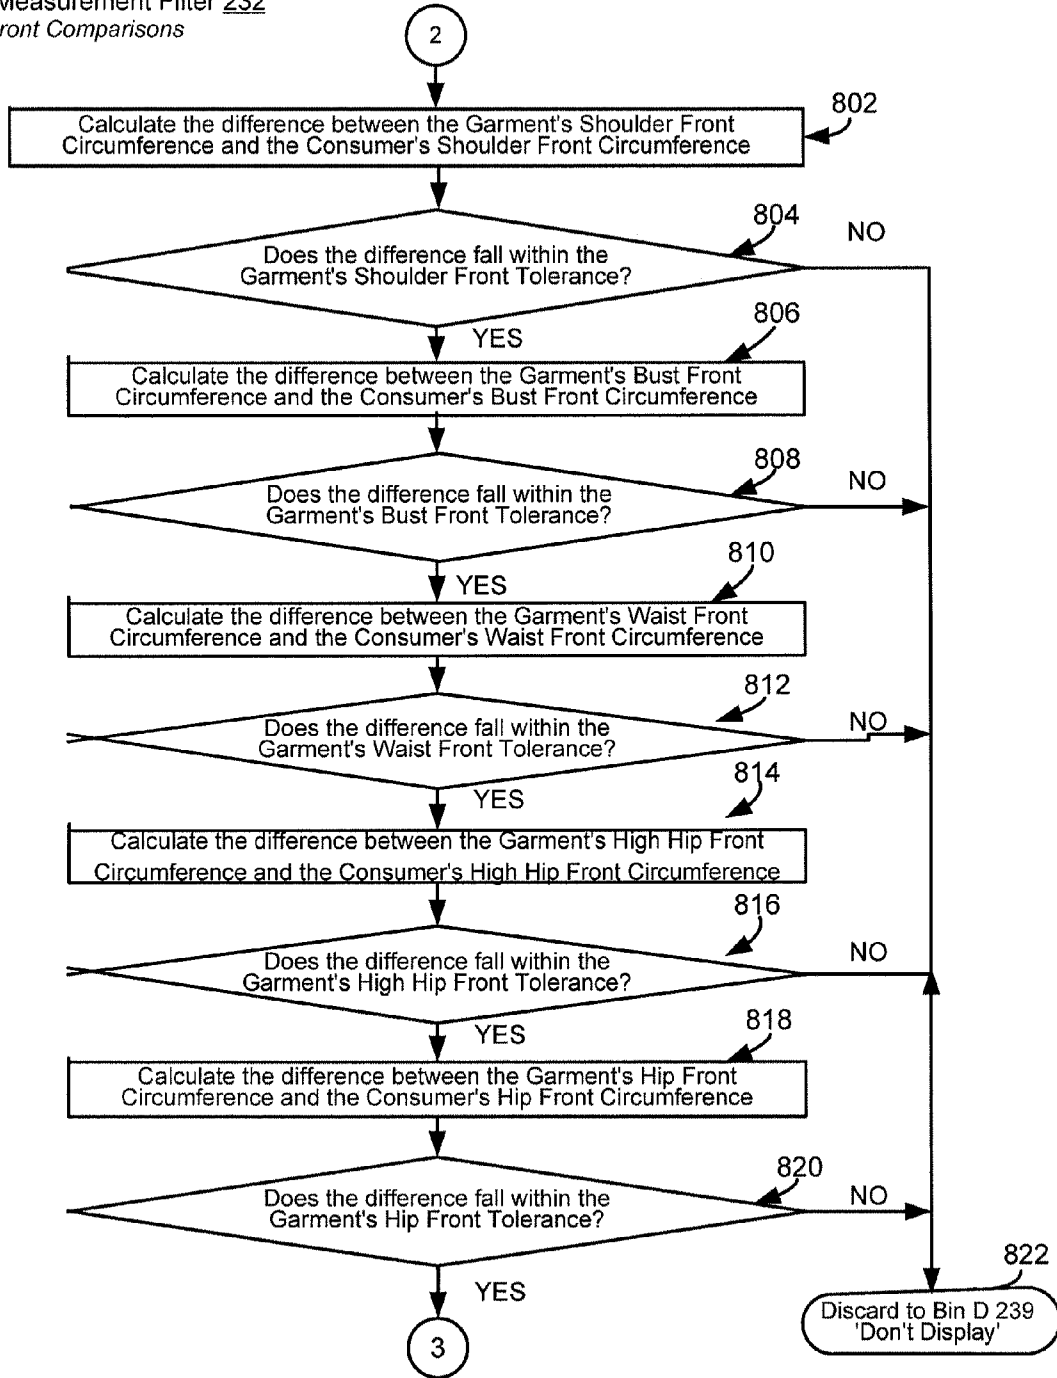 Measurement Filter 232
ront Comparisons
2
802
Calculate the difference between the Garment's Shoulder Front
Circumference and the Consumer's Shoulder Front Circumference
804
NO
Does the difference fall within the
Garment's Shoulder Front Tolerance?
YES
806
Calculate the difference between the Garment's Bust Front
Circumference and the Consumer's Bust Front Circumference
808
NO
Does the difference fall within the
Garment's Bust Front Tolerance?
YES
810
Calculate the difference between the Garment's Waist Front
Circumference and the Consumer's Waist Front Circumference
812
NO
Does the difference fall within the
Garment's Waist Front Tolerance?
YES
814
Calculate the difference between the Garment's High Hip Front
Circumference and the Consumer's High Hip Front Circumference
816
NO
Does the difference fall within the
Garment's High Hip Front Tolerance?
YES
818
Calculate the difference between the Garment's Hip Front
Circumference and the Consumer's Hip Front Circumference
820
NO
Does the difference fall within the
Garment's Hip Front Tolerance?
YES
822
Discard to Bin D 239
'Don't Display'
3